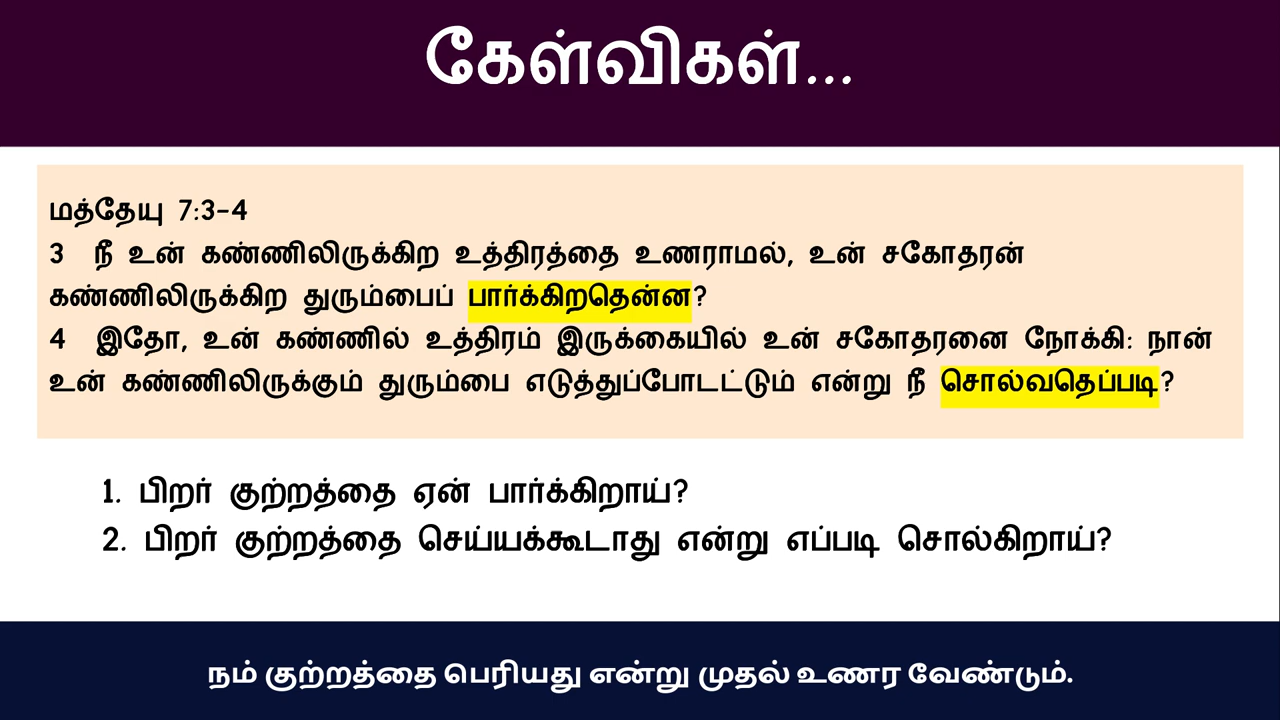 கேள்விகள்...
மத்தேயு 7:3-4
3 நீ உன் கண்ணிலிருக்கிற உத்திரத்தை உணராமல், உன் சகோதரன்
கண்ணிலிருக்கிற துரும்பைப் பார்க்கிறதென்ன?
4 இதோ, உன் கண்ணில் உத்திரம் இருக்கையில் உன் சகோதரனை நோக்கி: நான்
உன் கண்ணிலிருக்கும் துரும்பை எடுத்துப்போடட்டும் என்று நீ சொல்வதெப்படி?
1. பிறர் குற்றத்தை ஏன் பார்க்கிறாய்?
2. பிறர் குற்றத்தை செய்யக்கூடாது என்று எப்படி சொல்கிறாய்?
நம் குற்றத்தை பெரியது என்று முதல் உணர வேண்டும்.